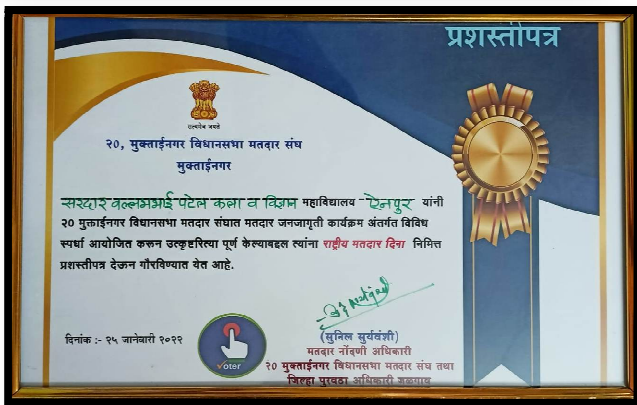 प्रशस्तीपत्र
सत्यमेव जयते
२०, मुक्ताईनगर विधानसभा मतदार संघ
मुक्ताईनगर
सरदार वल्लभभाई पटेल कला व विज्ञान महाविद्यालय - ऐनपुर यांनी
२० मुक्ताईनगर विधानसभा मतदार संघात मतदार जनजागृती कार्यक्रम अंतर्गत विविध
स्पर्धा आयोजित करून उत्कृष्टरित्या पूर्ण केल्याबद्दल त्यांना राष्ट्रीय मतदार दिना निमित्त
प्रशस्तीपत्र देऊन गौरविण्यात येत आहे.
दिनांक :- २५ जानेवारी २०२२
voter
(सुनिल सुर्यवंशी)
मतदार नोंदणी अधिकारी
२० मुक्ताईनगर विधानसभा मतदार संघ तथा
जिल्हा पुरवठा अधिकारी जळगाव